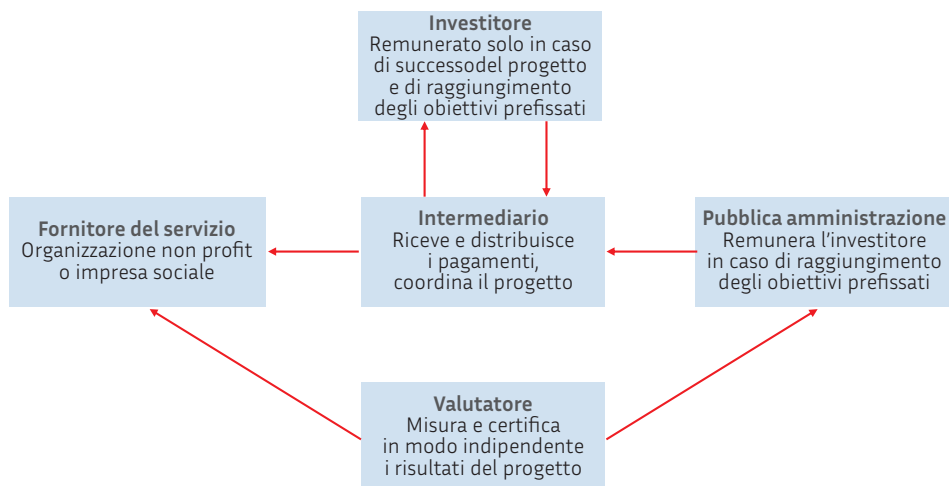 Investitore
Remunerato solo in caso
di successodel progetto
e di raggiungimento
degli obiettivi prefissati
Fornitore del servizio
Organizzazione non profit
o impresa sociale
Intermediario
Riceve e distribuisce
i pagamenti,
coordina il progetto
Pubblica amministrazione
Remunera l'investitore
in caso di raggiungimento
degli obiettivi prefissati
Valutatore
Misura e certifica
in modo indipendente
i risultati del progetto